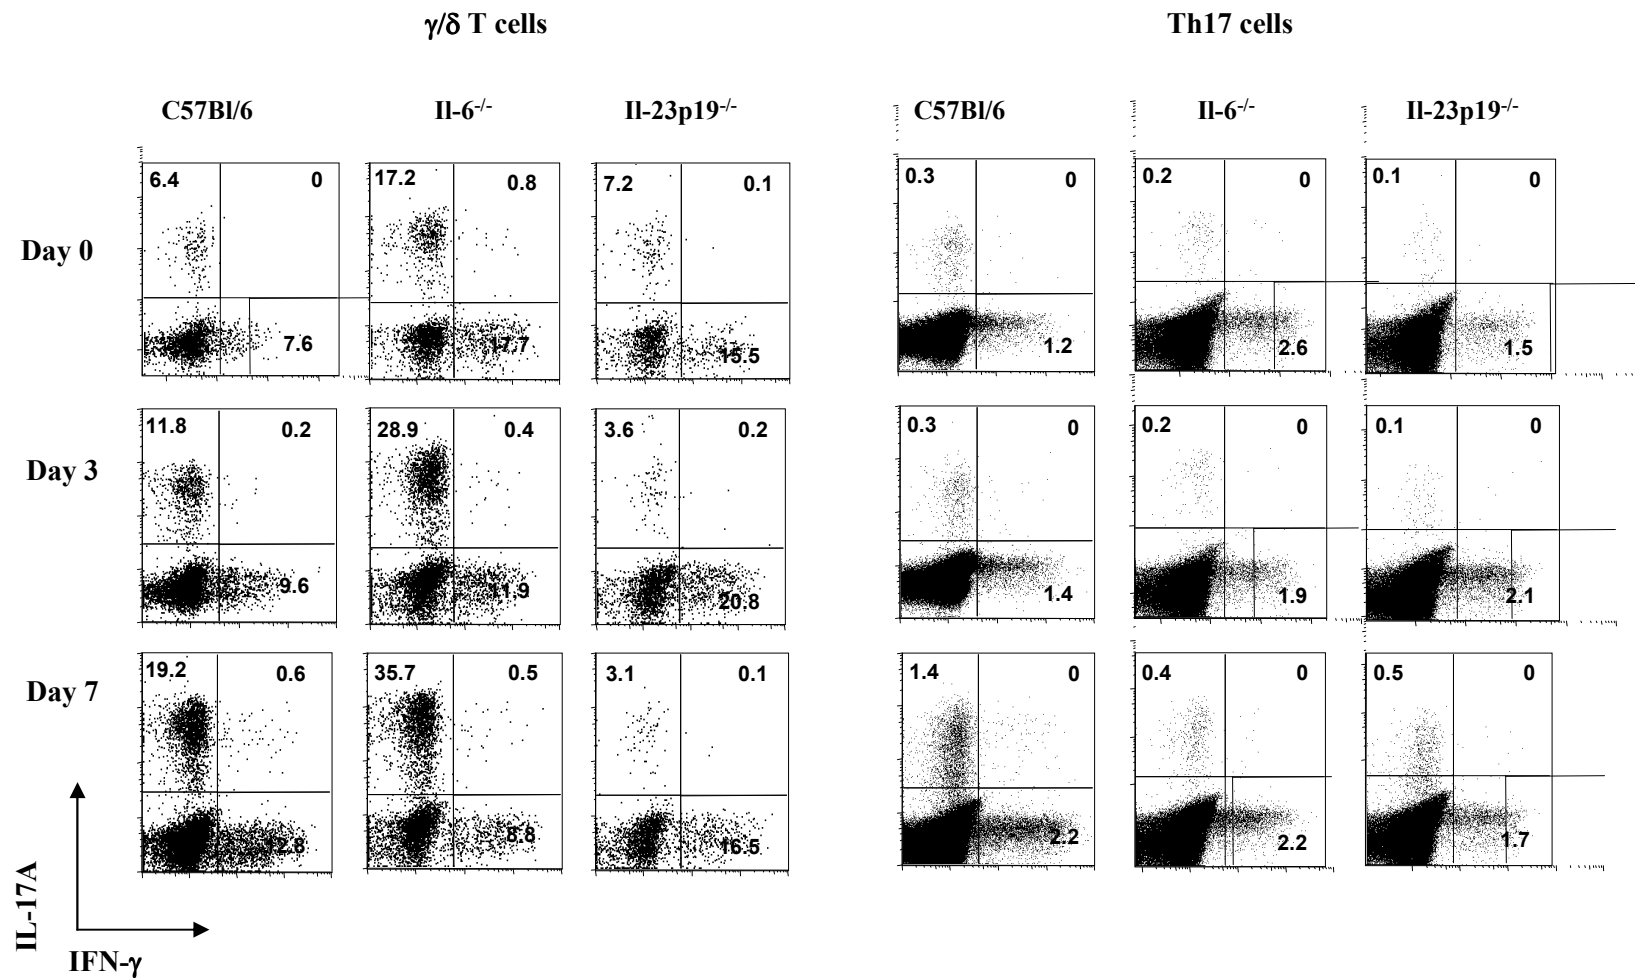 γ/δ T cells Th17 cells
C57Bl/6 Il-6-/- Il-23p19-/- C57Bl/6 Il-6-/- Il-23p19-/-
6.4 0 17.2 0.8 7.2 0.1 0.3 0 0.2 0 0.1 0
Day 0
7.6 17.7 15.5 1.2 2.6 1.5
11.8 0.2 28.9 0.4 3.6 0.2 0.3 0 0.2 0 0.1 0
Day 3
9.6 11.9 20.8 1.4 1.9 2.1
19.2 0.6 35.7 0.5 3.1 0.1 1.4 0 0.4 0 0.5 0
Day 7
12.8 8.8 16.5 2.2 2.2 1.7
IL-17A
IFN-γ